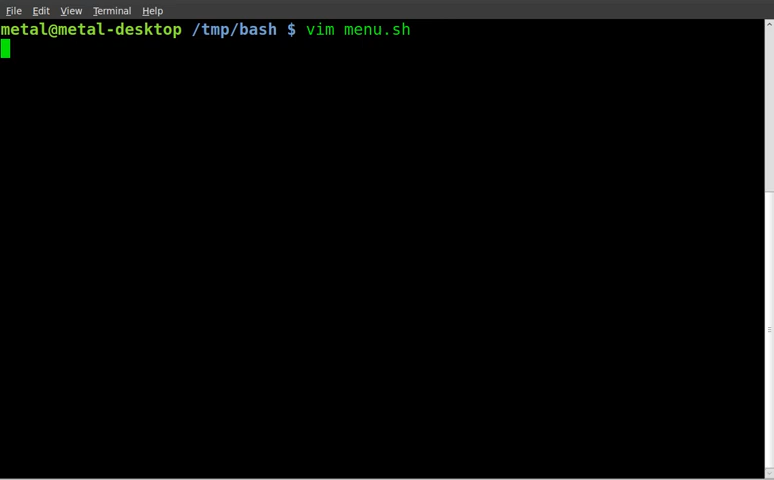 File Edit View Terminal Help
metal@metal-desktop /tmp/bash $ vim menu.sh